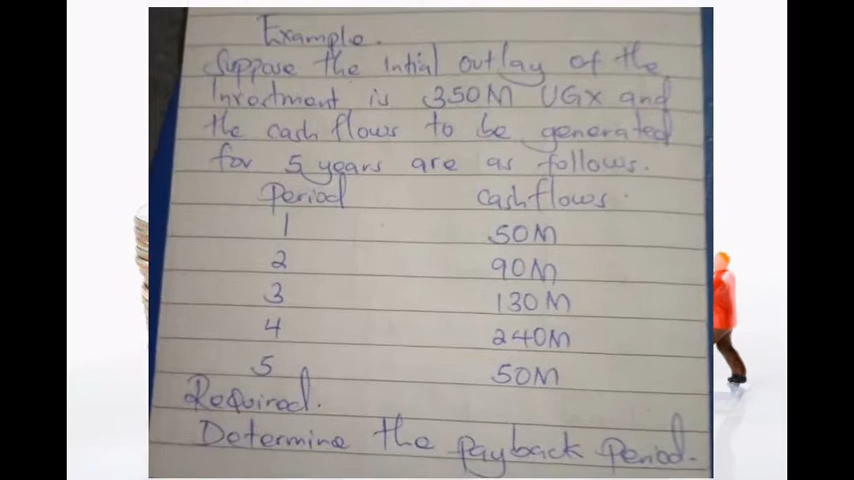 Example.
Suppose the intial outlay of the
Investment is 350M UGX and
the cash flows to be generated
for 5 years are as follows.
Period cashflows.
1 50M
2 90M
3 130M
4 240M
5 50M
Required.
Determine the payback Period.